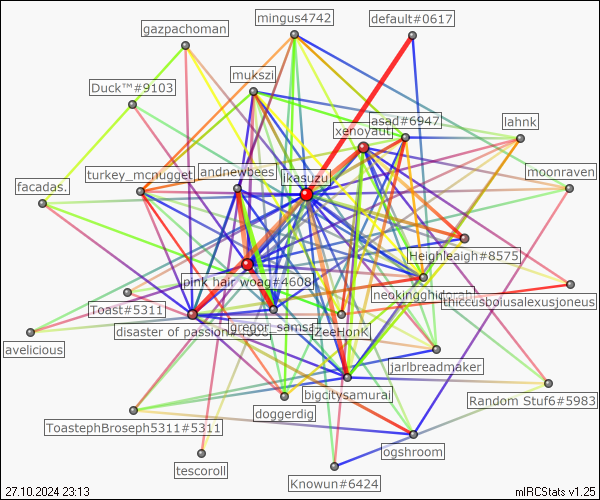 mingus4742
default#0617
gazpachoman
mukszi
Duck™#9103
asad#6947
xenoyaut
lahnk
turkey_mcnugget
andnewbees
ikasuzu.
moonraven
facadas.
Heighleaigh#8575
pink hair woag#4608
neokingghidorah
thiccusboiusalexusjoneus
Toast#5311
disaster of passion
gregor_samsa
ZeeHonK
avelicious
jarlbreadmaker
bigcitysamurai
Random Stuf6#5983
doggerdig
ToastephBroseph5311#5311
ogshroom
tescoroll
Knowun#6424
27.10.2024 23:13
mIRCStats v1.25